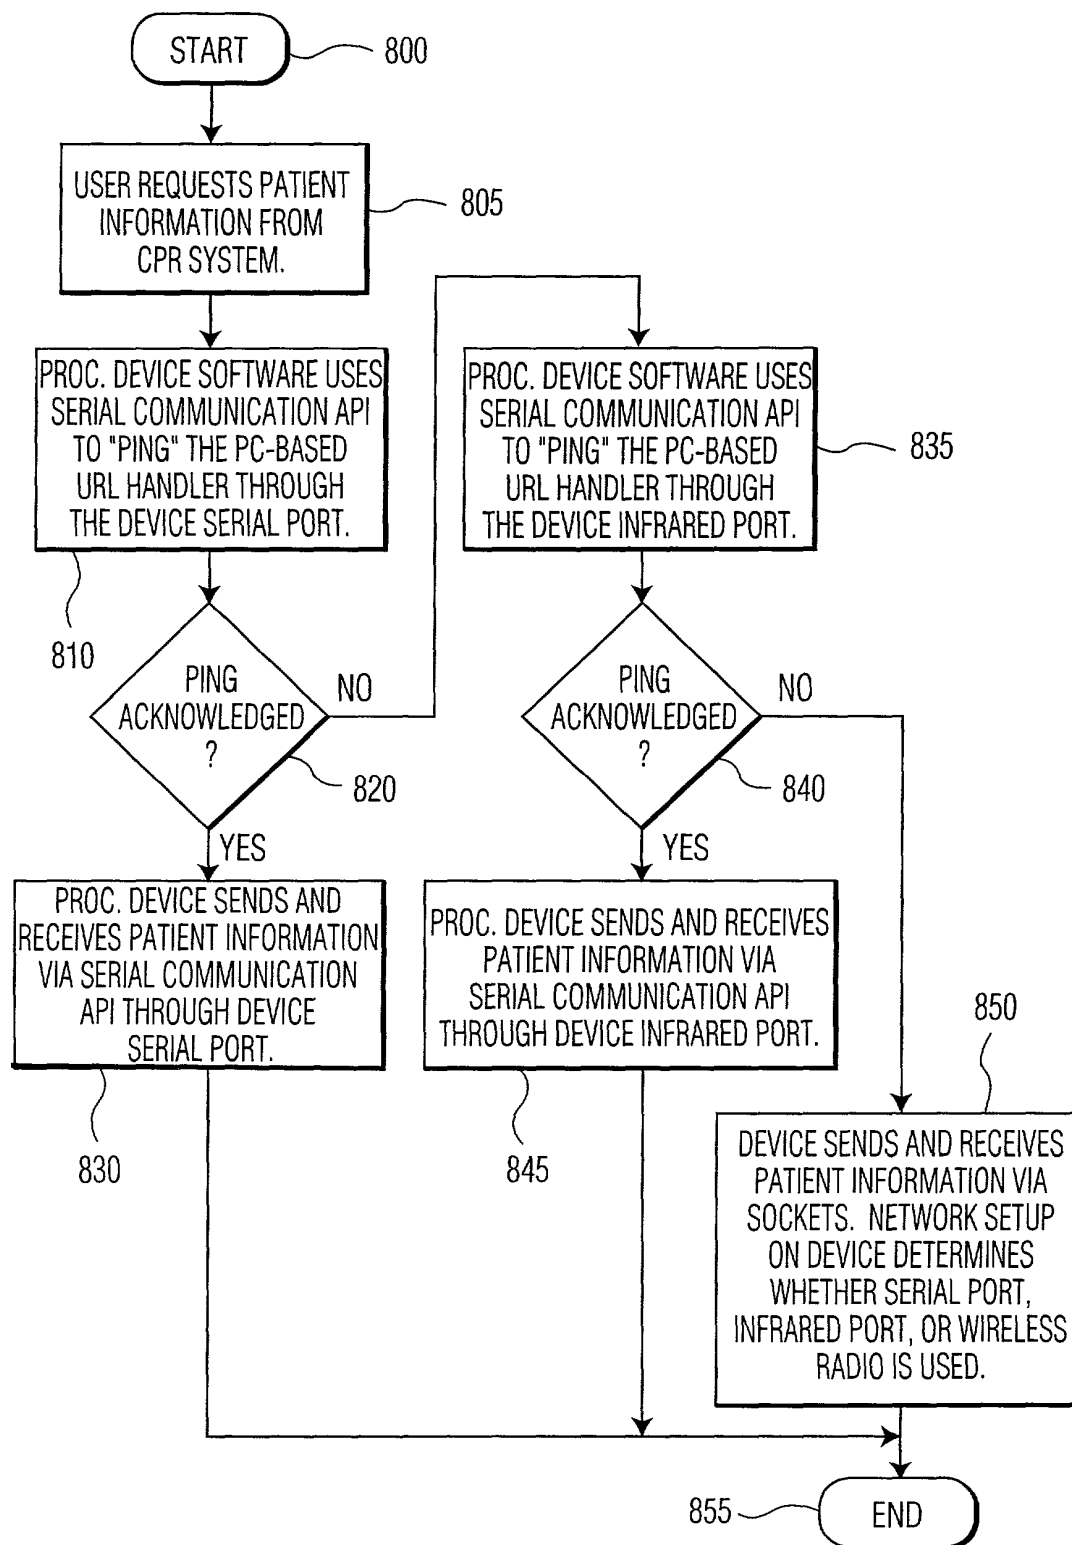 START
800
USER REQUESTS PATIENT
INFORMATION FROM
CPR SYSTEM.
805
PROC. DEVICE SOFTWARE USES
SERIAL COMMUNICATION API
TO "PING" THE PC-BASED
URL HANDLER THROUGH
THE DEVICE SERIAL PORT.
810
PROC. DEVICE SOFTWARE USES
SERIAL COMMUNICATION API
TO "PING" THE PC-BASED
URL HANDLER THROUGH
THE DEVICE INFRARED PORT.
835
PING
ACKNOWLEDGED
?
NO
820
YES
PING
ACKNOWLEDGED
?
NO
840
YES
PROC. DEVICE SENDS AND
RECEIVES PATIENT INFORMATION
VIA SERIAL COMMUNICATION
API THROUGH DEVICE
SERIAL PORT.
830
PROC. DEVICE SENDS AND RECEIVES
PATIENT INFORMATION VIA
SERIAL COMMUNICATION API
THROUGH DEVICE INFRARED PORT.
845
850
DEVICE SENDS AND RECEIVES
PATIENT INFORMATION VIA
SOCKETS. NETWORK SETUP
ON DEVICE DETERMINES
WHETHER SERIAL PORT,
INFRARED PORT, OR WIRELESS
RADIO IS USED.
855
END